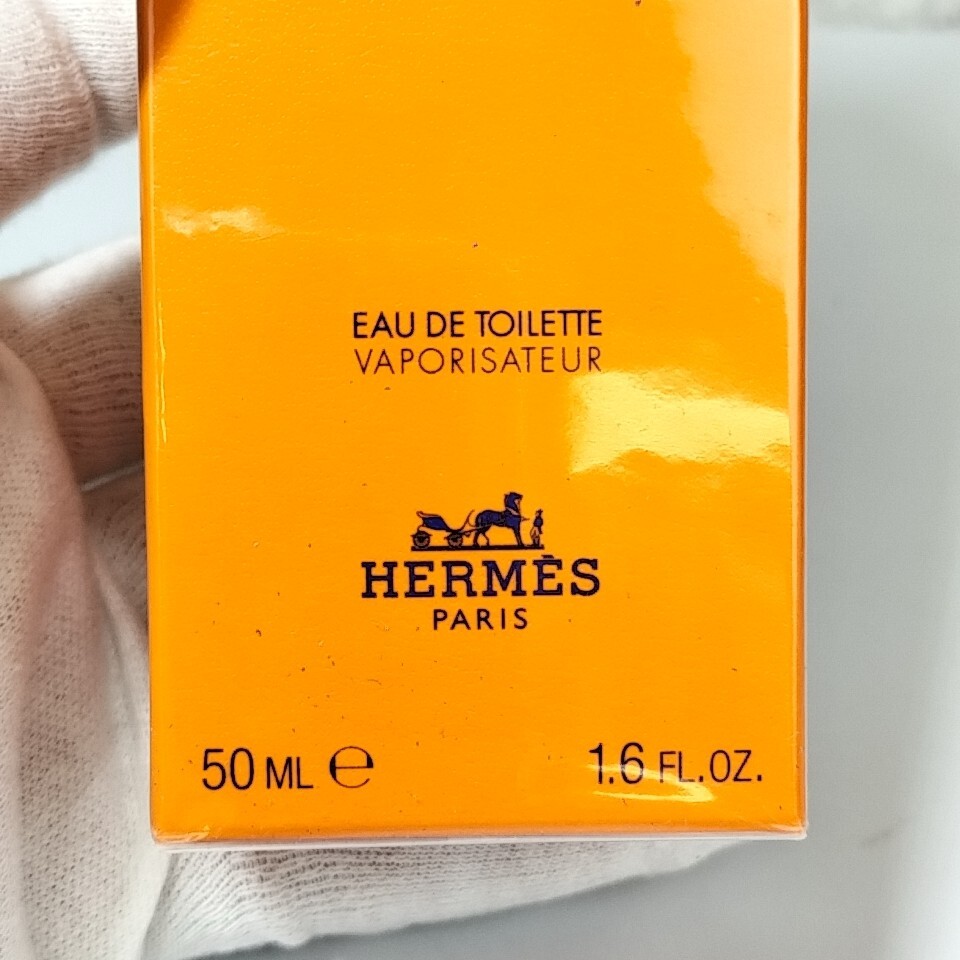 EAU DE TOILETTE
VAPORISATEUR
HERMÈS
PARIS
50 ML ℮ 1.6 FL.OZ.